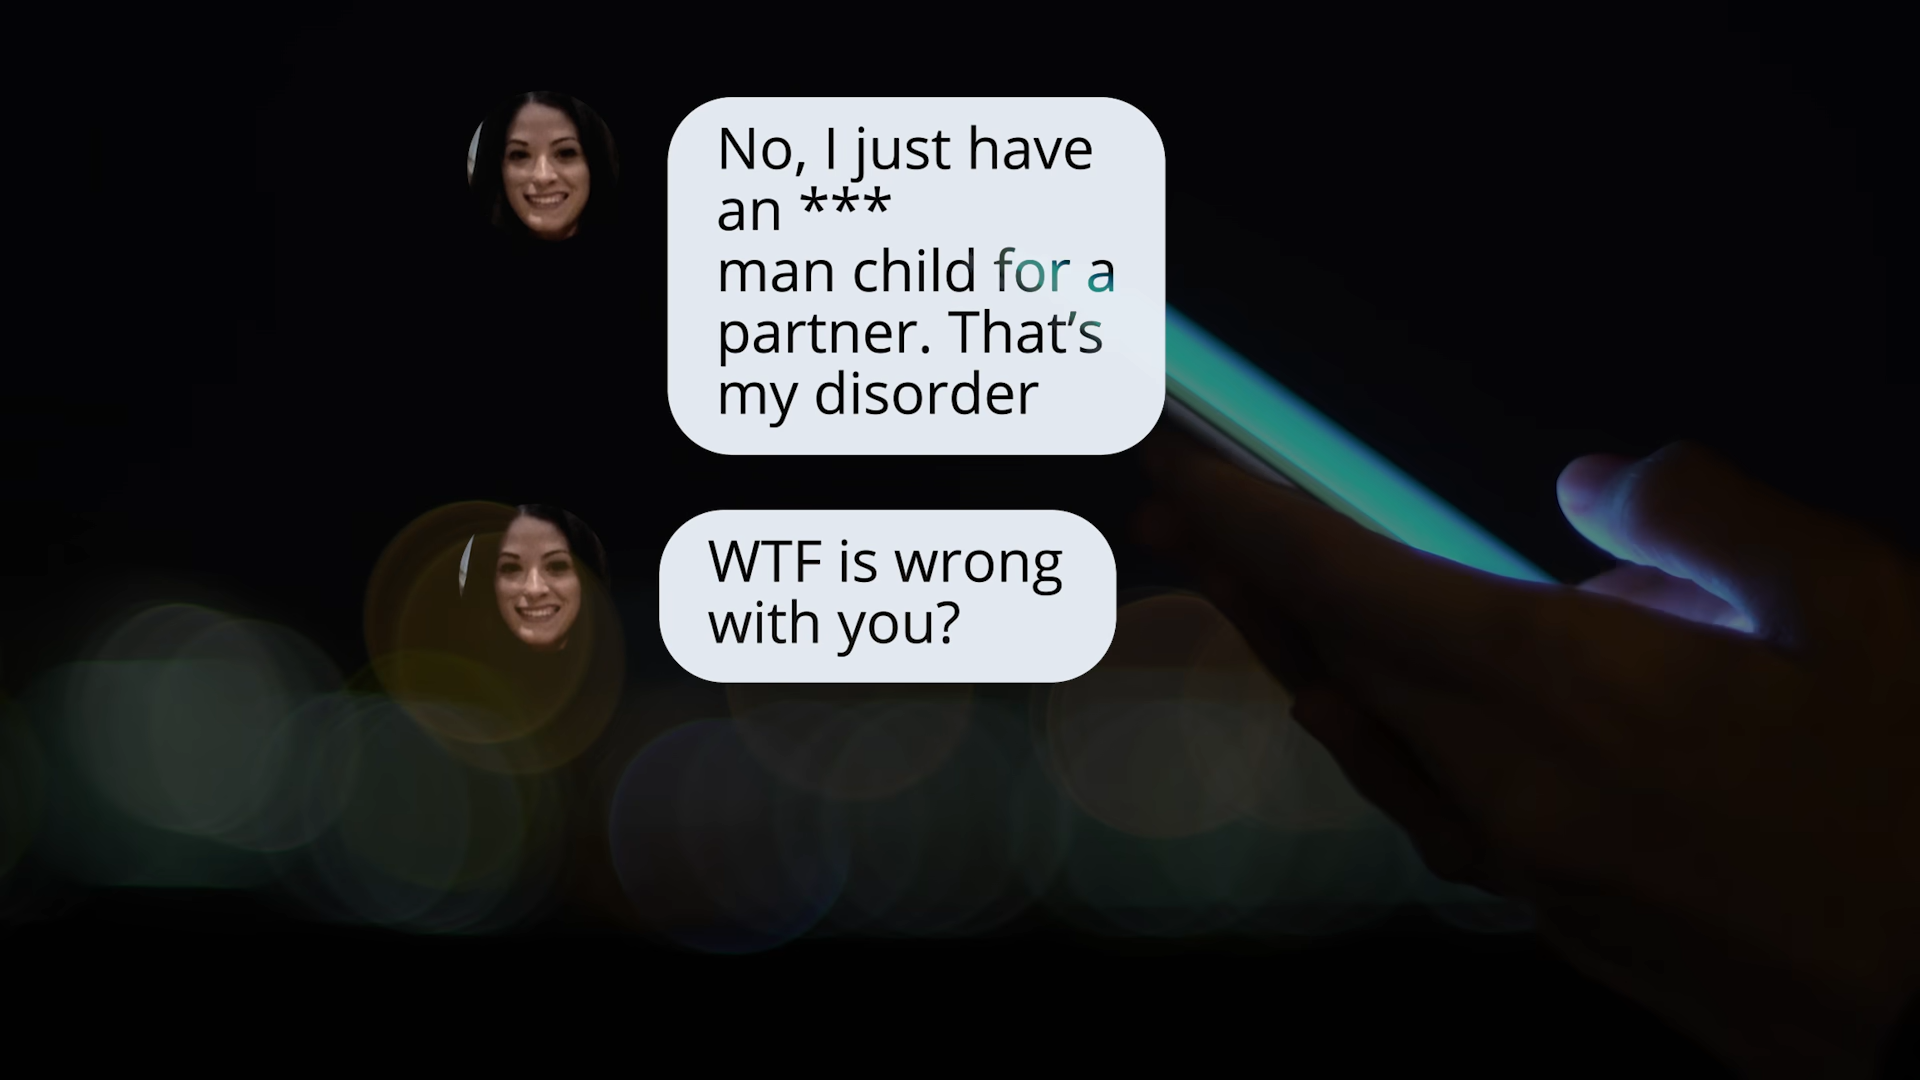 No, I just have
an ***
man child for a
partner. That’s
my disorder
WTF is wrong
with you?